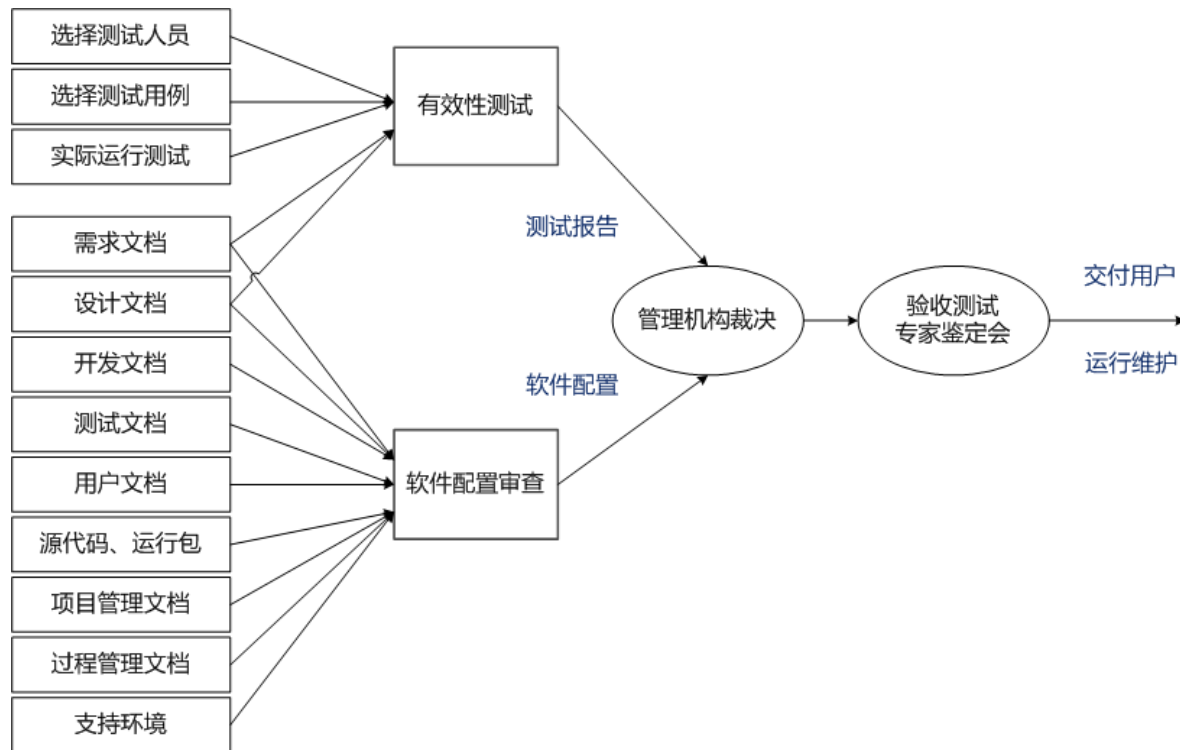 选择测试人员
选择测试用例
实际运行测试
需求文档
设计文档
开发文档
测试文档
用户文档
源代码、运行包
项目管理文档
过程管理文档
支持环境
有效性测试
软件配置审查
测试报告
软件配置
管理机构裁决
验收测试
专家鉴定会
交付用户
运行维护